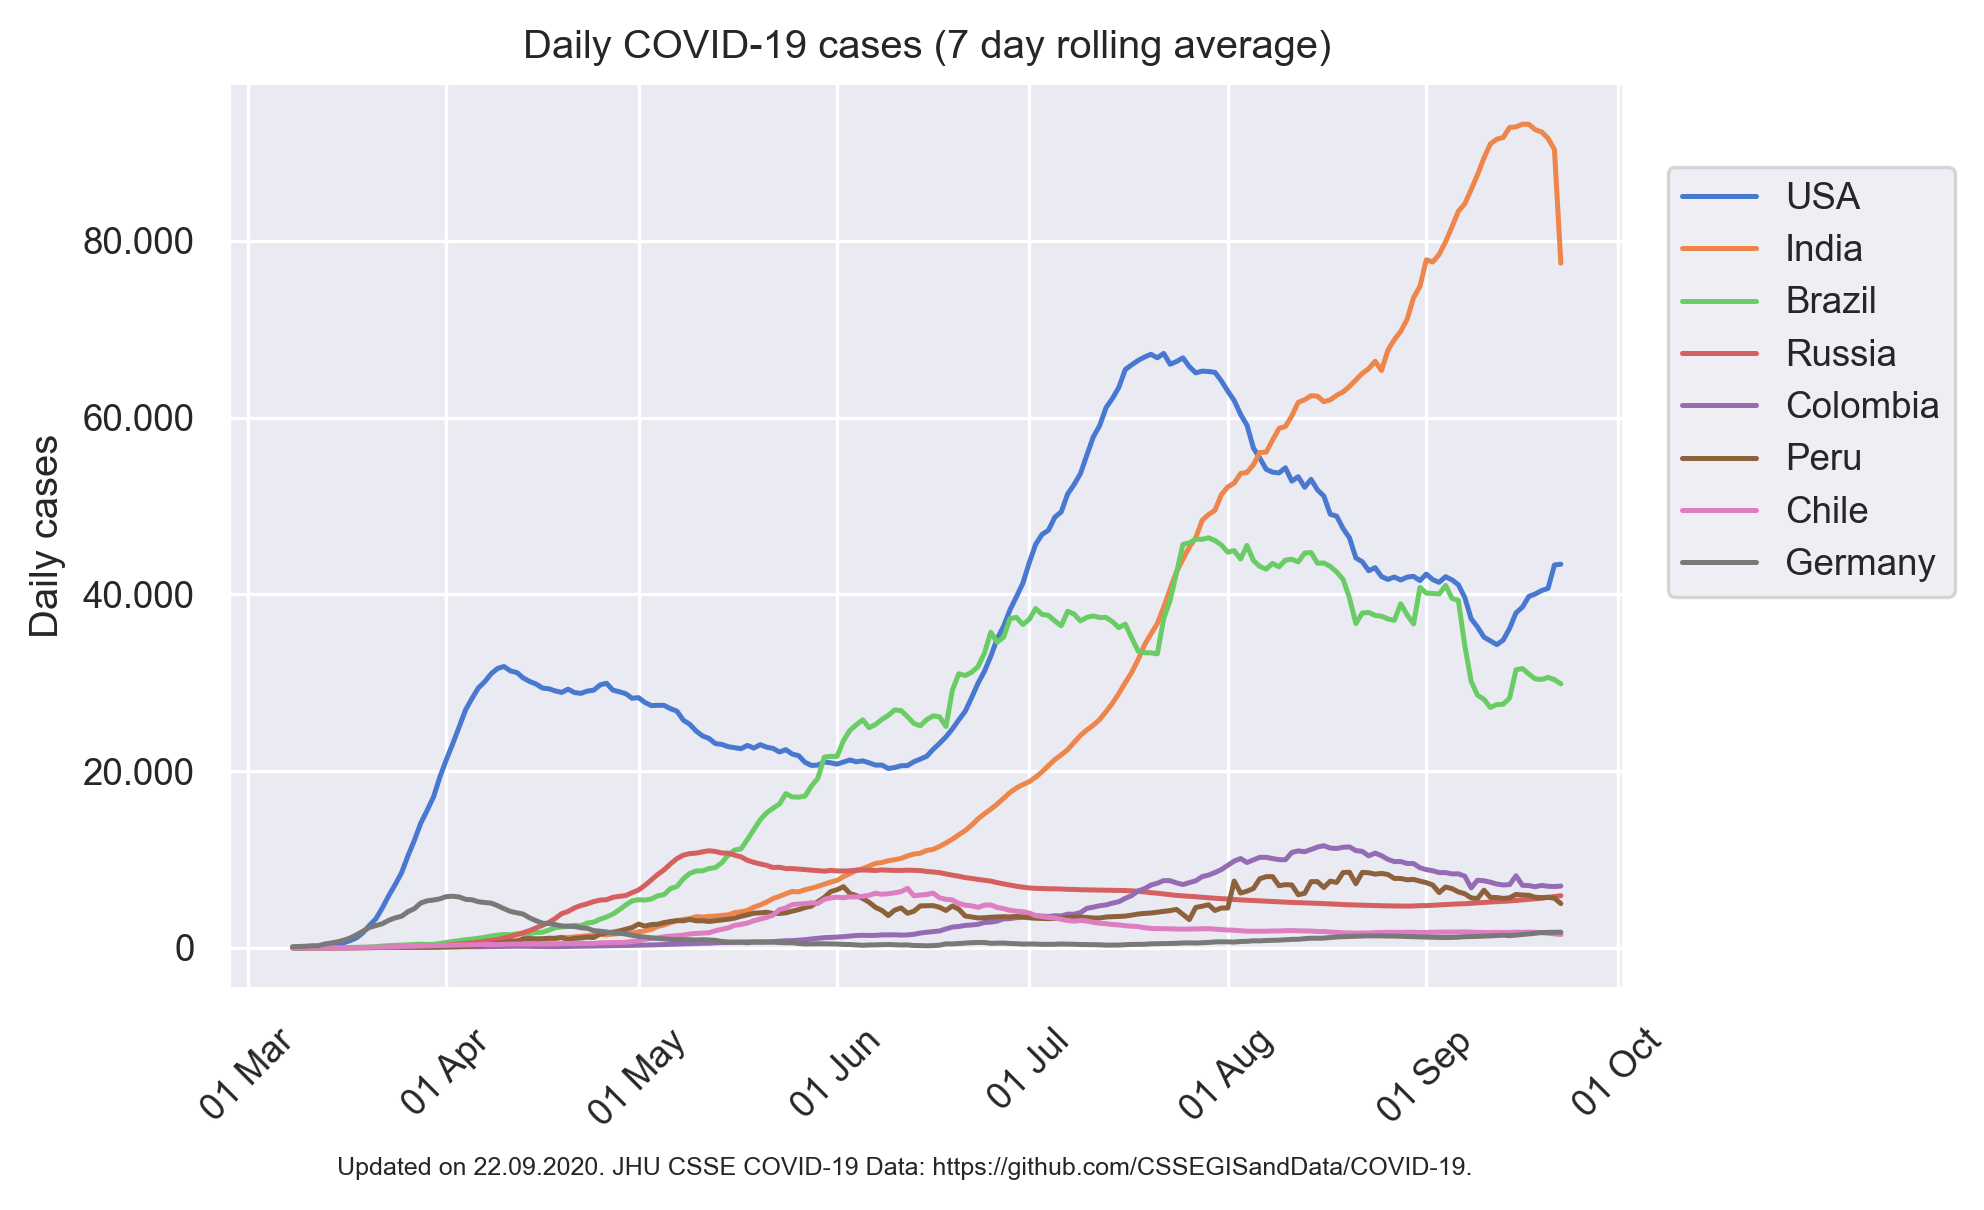 Daily COVID-19 cases (7 day rolling average)
Daily cases
80.000
60.000
40.000
20.000
0
01 Mar
01 Apr
01 May
01 Jun
01 Jul
01 Aug
01 Sep
01 Oct
USA
India
Brazil
Russia
Colombia
Peru
Chile
Germany
Updated on 22.09.2020. JHU CSSE COVID-19 Data: https://github.com/CSSEGISandData/COVID-19.